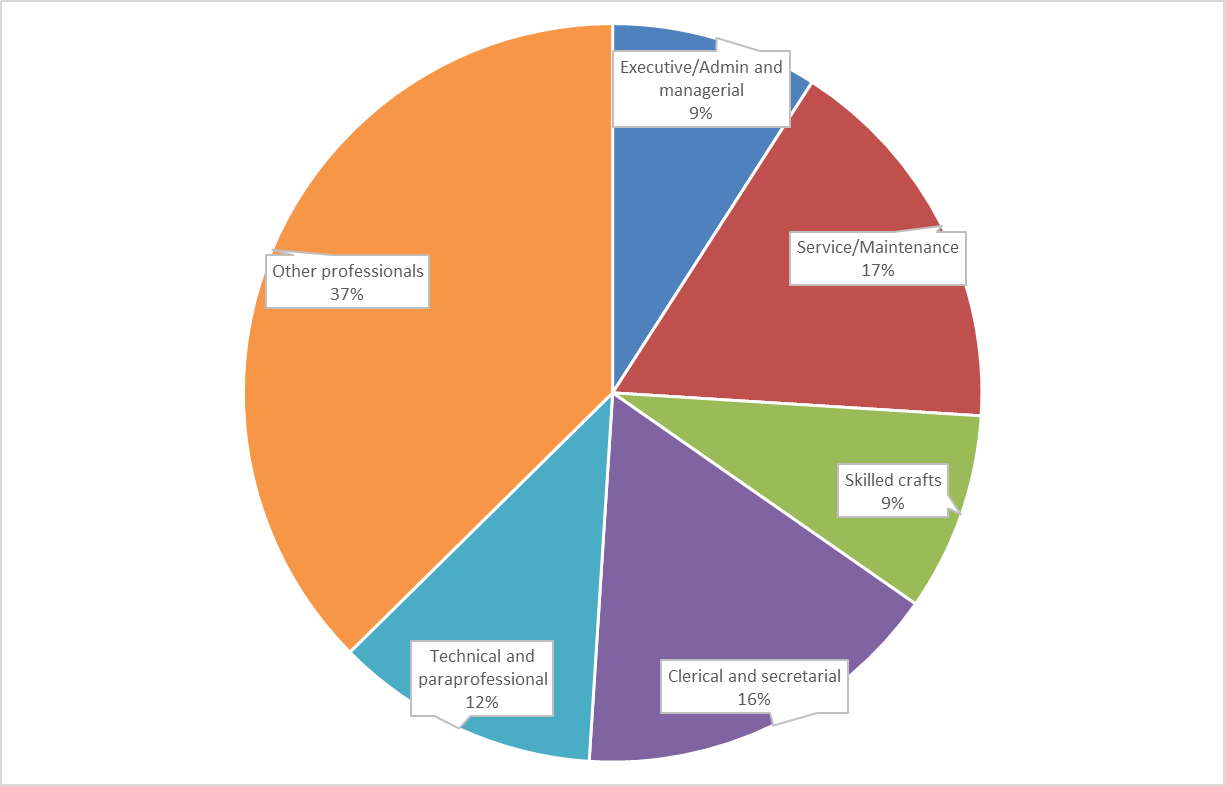 Executive/Admin and
managerial
9%
Service/Maintenance
17%
Other professionals
37%
Skilled crafts
9%
Technical and
paraprofessional
12%
Clerical and secretarial
16%